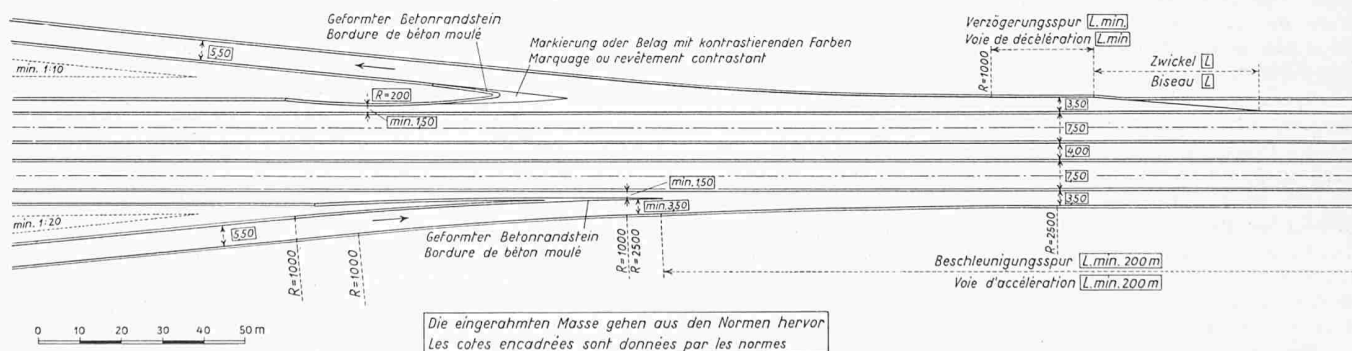 Geformter Betonrandstein
Bordure de béton moulé
Markierung oder Belag mit kontrastierenden Farben
Marquage ou revêtement contrastant
Verzögerungsspur L.min.
Voie de décélération L.min
Zwickel L
Biseau L
5,50
min. 1:10
R=200
min.1,50
R=1000
3,50
7,50
4,00
7,50
3,50
min.1,50
min.3,50
min. 1:20
5,50
R=1000
R=1000
Geformter Betonrandstein
Bordure de béton moulé
R=1000
R=2500
R=2500
Beschleunigungsspur L.min. 200 m
Voie d'accélération L.min. 200 m
0 10 20 30 40 50 m
Die eingerahmten Masse gehen aus den Normen hervor
Les cotes encadrées sont données par les normes